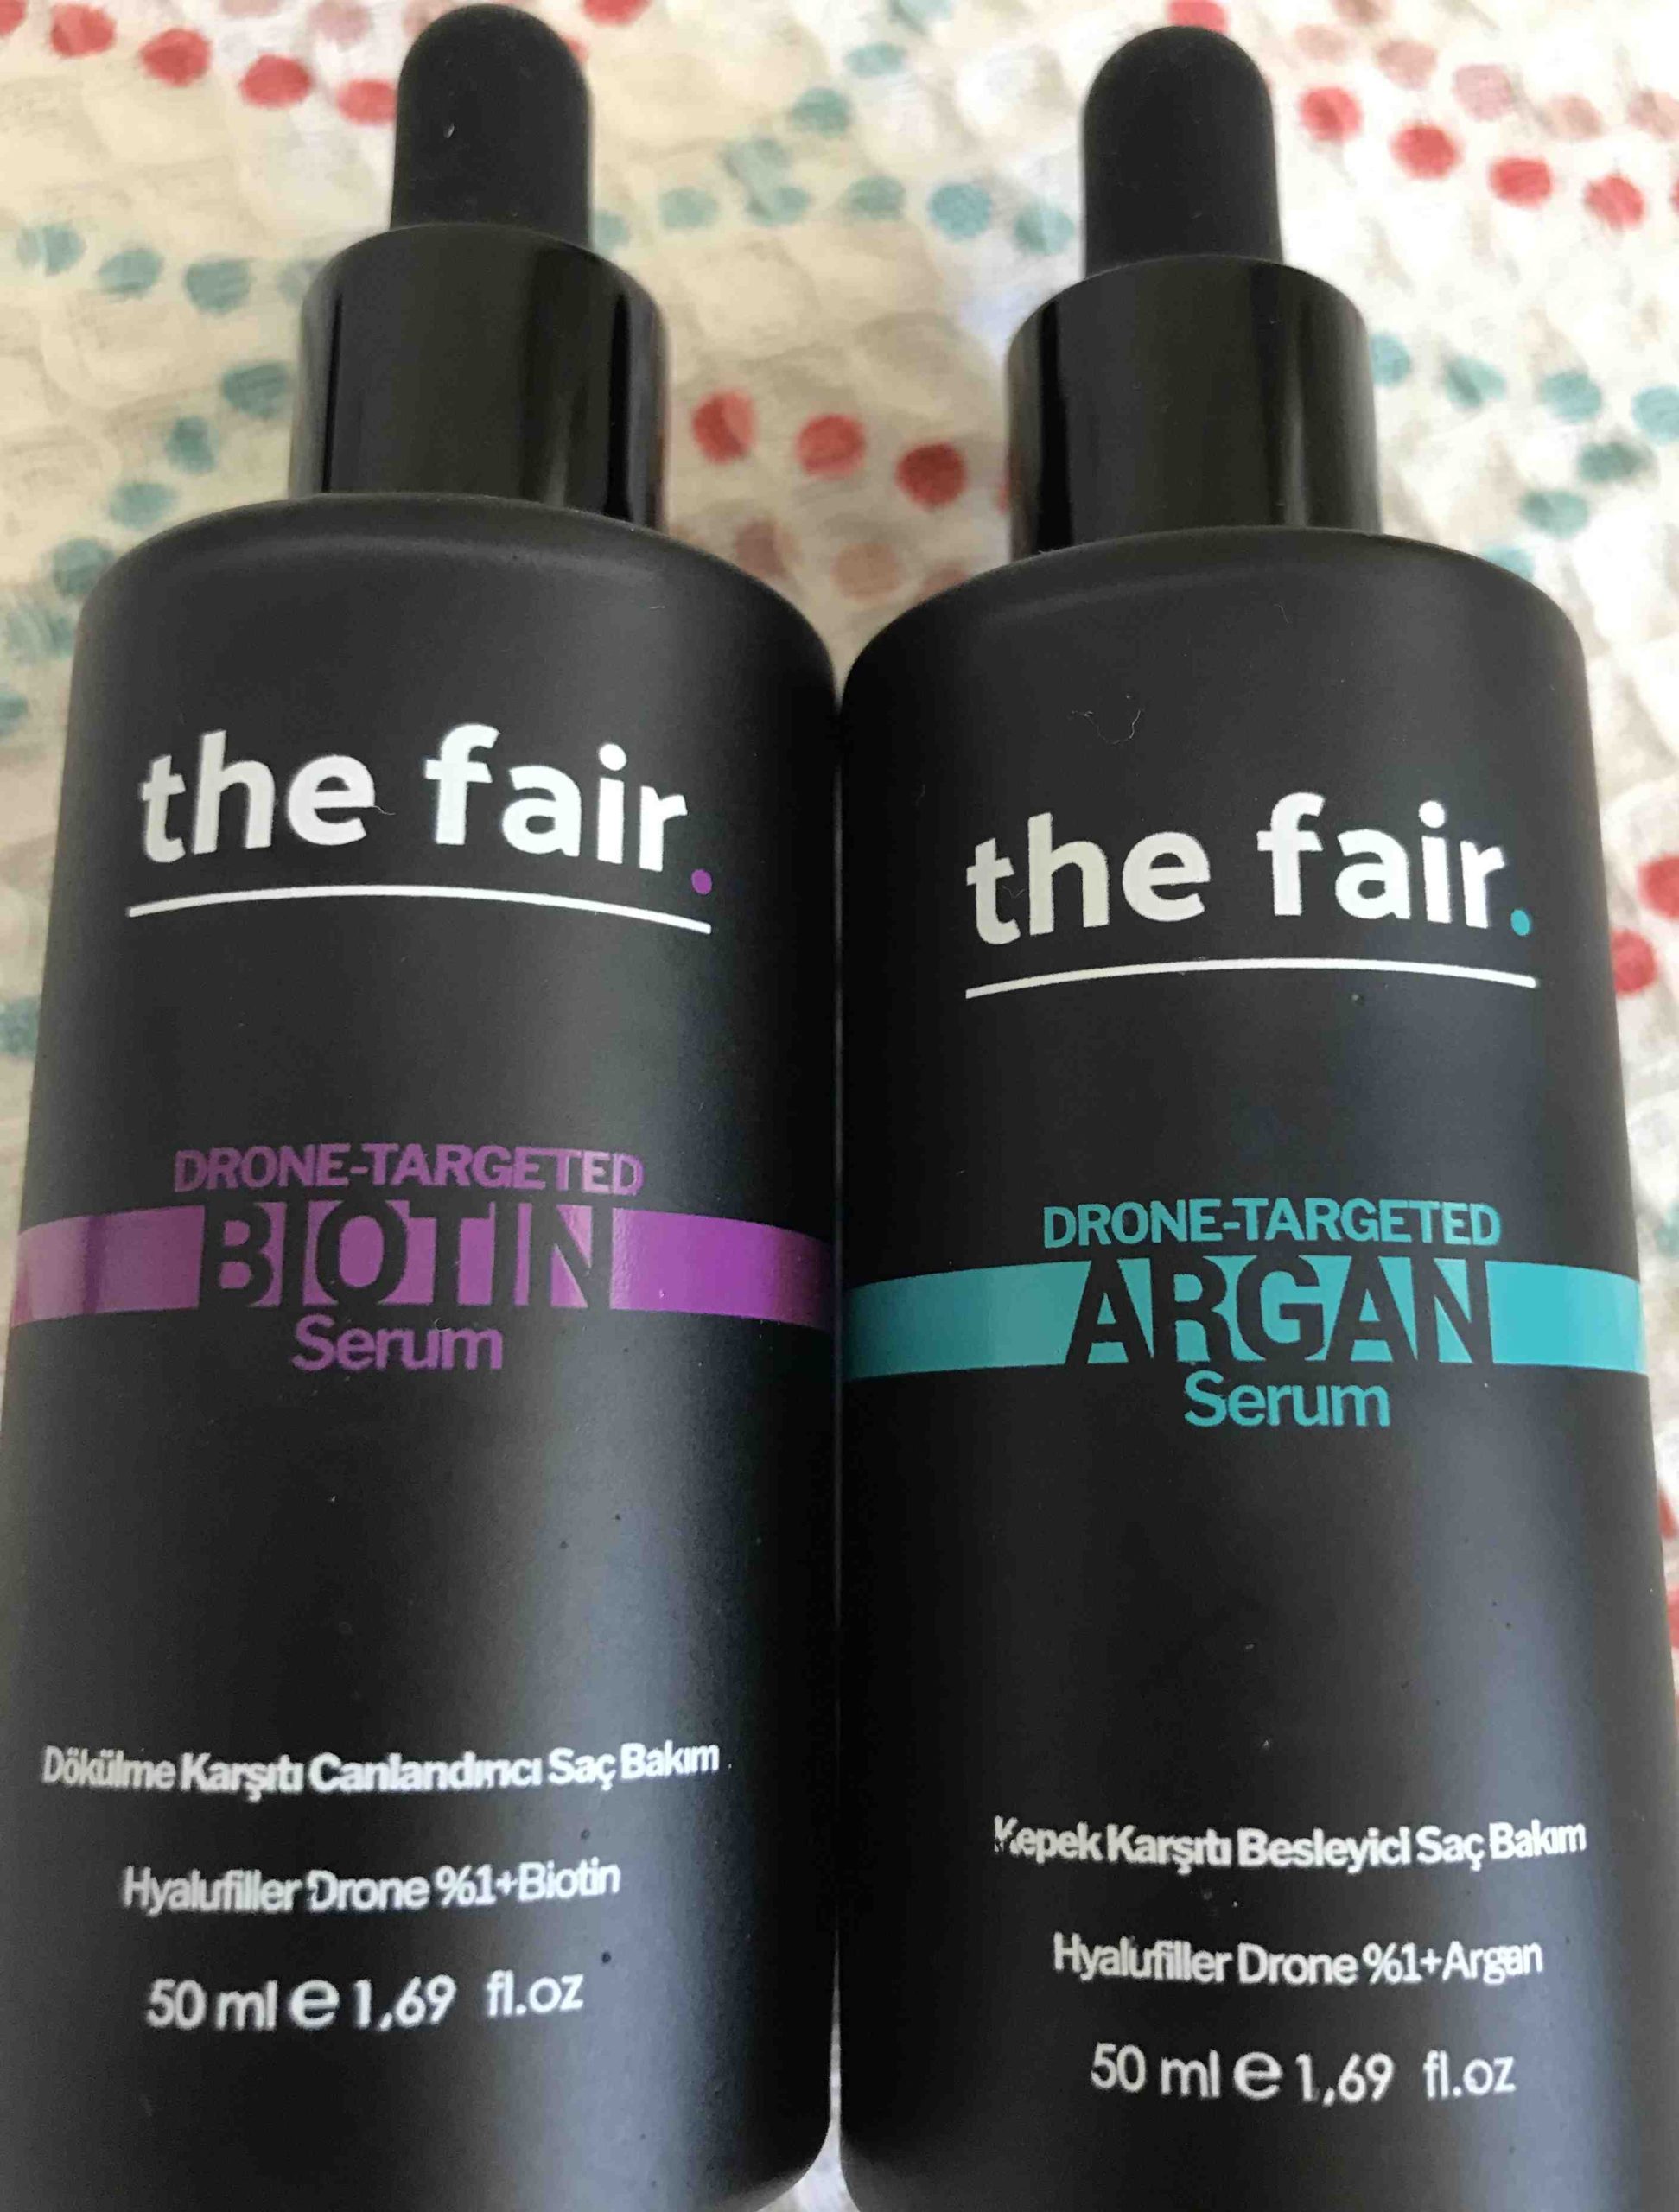 the fair.
DRONE-TARGETED
BIOTIN
Serum
Dökülme Karşıtı Canlandırıcı Saç Bakım
Hyalufiller Drone %1+Biotin
50 ml e 1,69 fl.oz
the fair.
DRONE-TARGETED
ARGAN
Serum
Kepek Karşıtı Besleyici Saç Bakım
Hyalufiller Drone %1+Argan
50 ml e 1,69 fl.oz